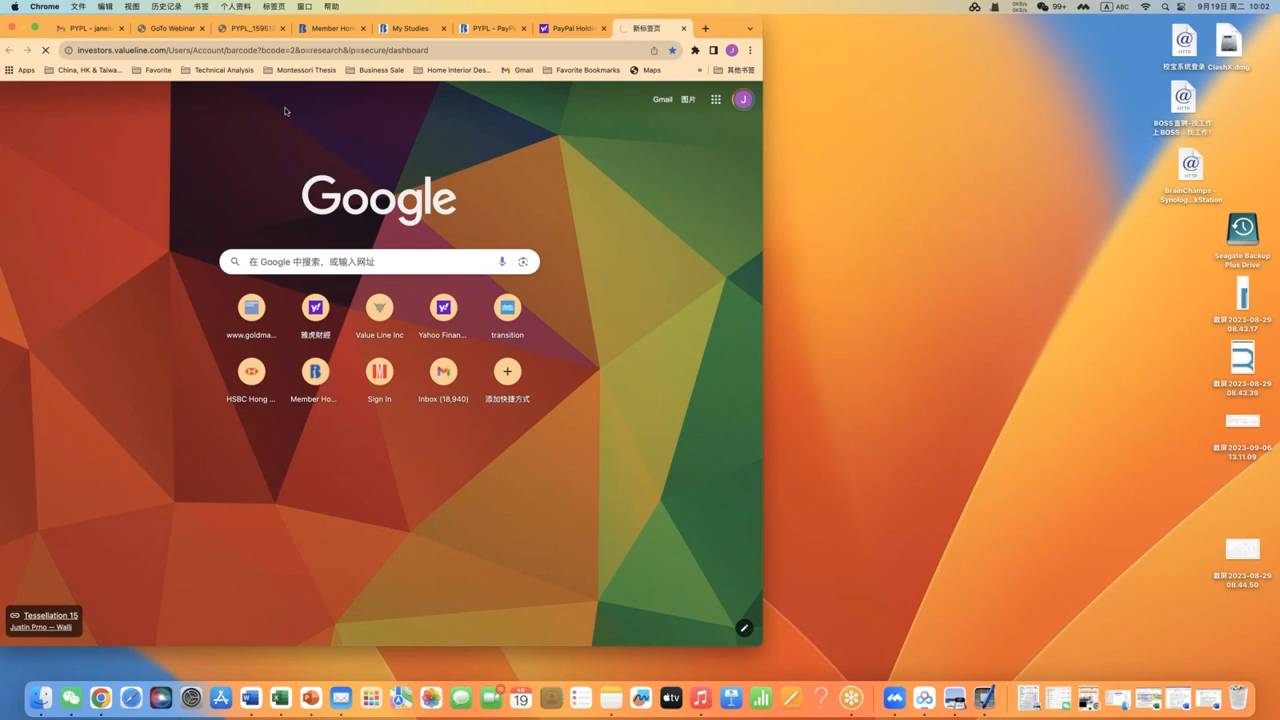 Chrome 文件 编辑 视图 历史记录 书签 个人资料 标签页 窗口 帮助
0KB/s
0KB/s
99+ A ABC 9月19日 周二 10:02
PYPL - janet GoTo Webinar PYPL_15951 Member Hom My Studies PYPL – PayP PayPal Holdi 新标签页
investors.valueline.com/Users/Account/barcode?bcode=2&o=research&lp=secure/dashboard
Apps China, HK & Taiwa... Favorite Technical Analysis Montessori Thesis Business Sale Home Interior Des... Gmail Favorite Bookmarks Maps » 其他书签
Gmail 图片 J
Google
在 Google 中搜索，或输入网址
www.goldma... 雅虎财經 Value Line Inc Yahoo Finan... transition
HSBC Hong ... Member Ho... Sign In Inbox (18,940) 添加快捷方式
Tessellation 15
Justin Prno — Walli
校宝系统登录 ClashX.dmg
BOSS直聘-找工作
上BOSS...找工作!
BrainChamps -
Synolog...kStation
Seagate Backup
Plus Drive
截屏2023-08-29
08.43.17
截屏2023-08-29
08.43.39
截屏2023-09-06
13.11.09
截屏2023-08-29
08.44.50